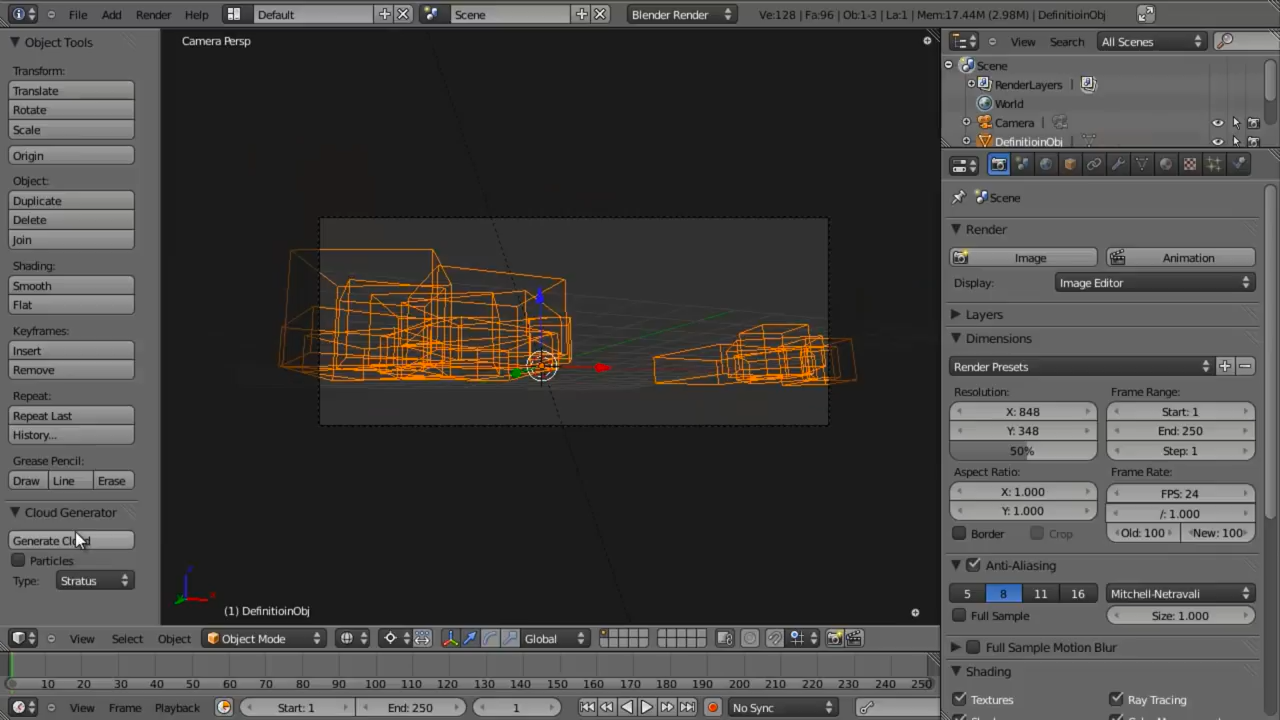 File Add Render Help Default Scene Blender Render Ve:128 | Fa:96 | Ob:1-3 | La:1 | Mem:17.44M (2.98M) | DefinitioinObj
Object Tools
Transform:
Translate
Rotate
Scale
Origin
Object:
Duplicate
Delete
Join
Shading:
Smooth
Flat
Keyframes:
Insert
Remove
Repeat:
Repeat Last
History...
Grease Pencil:
Draw Line Erase
Cloud Generator
Particles
Type: Stratus
Camera Persp
(1) DefinitioinObj
View Select Object Object Mode Global
10 20 30 40 50 60 70 80 90 100 110 120 130 140 150 160 170 180 190 200 210 220 230 240 250
View Frame Playback Start: 1 End: 250 1 No Sync
View Search All Scenes
Scene
RenderLayers |
World
Camera |
DefinitioinObj |
Scene
Render
Image Animation
Display: Image Editor
Layers
Dimensions
Render Presets
Resolution: Frame Range:
X: 848 Start: 1
Y: 348 End: 250
50% Step: 1
Aspect Ratio: Frame Rate:
X: 1.000 FPS: 24
Y: 1.000 /: 1.000
Border Crop Old: 100 New: 100
Anti-Aliasing
5 8 11 16 Mitchell-Netravali
Full Sample Size: 1.000
Full Sample Motion Blur
Shading
Textures Ray Tracing